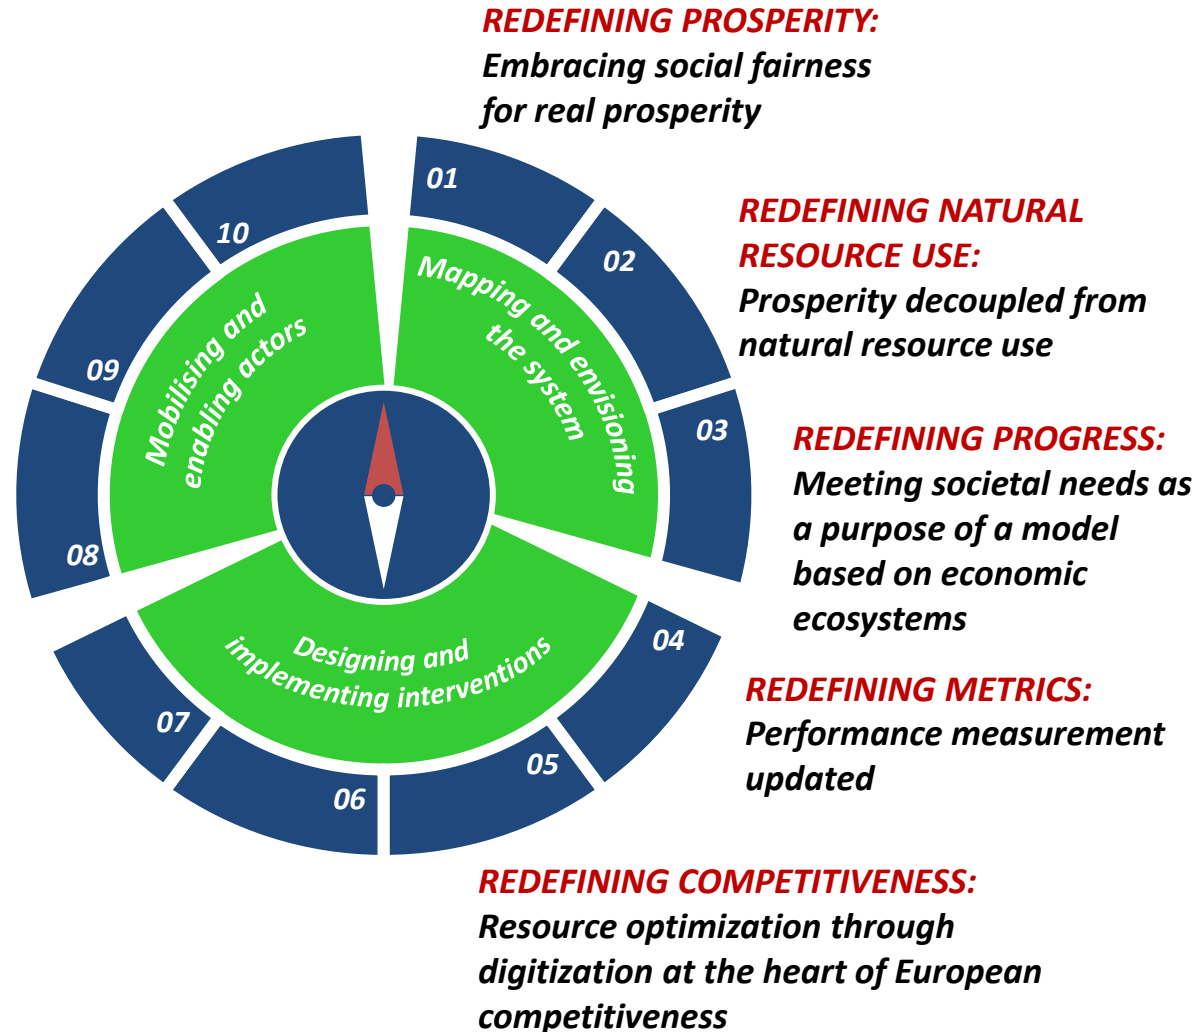 REDEFINING PROSPERITY:
Embracing social fairness
for real prosperity
01
02
03
04
05
06
07
08
09
10
Mapping and envisioning
the system
Designing and
implementing interventions
Mobilising and
enabling actors
REDEFINING NATURAL
RESOURCE USE:
Prosperity decoupled from
natural resource use
REDEFINING PROGRESS:
Meeting societal needs as
a purpose of a model
based on economic
ecosystems
REDEFINING METRICS:
Performance measurement
updated
REDEFINING COMPETITIVENESS:
Resource optimization through
digitization at the heart of European
competitiveness